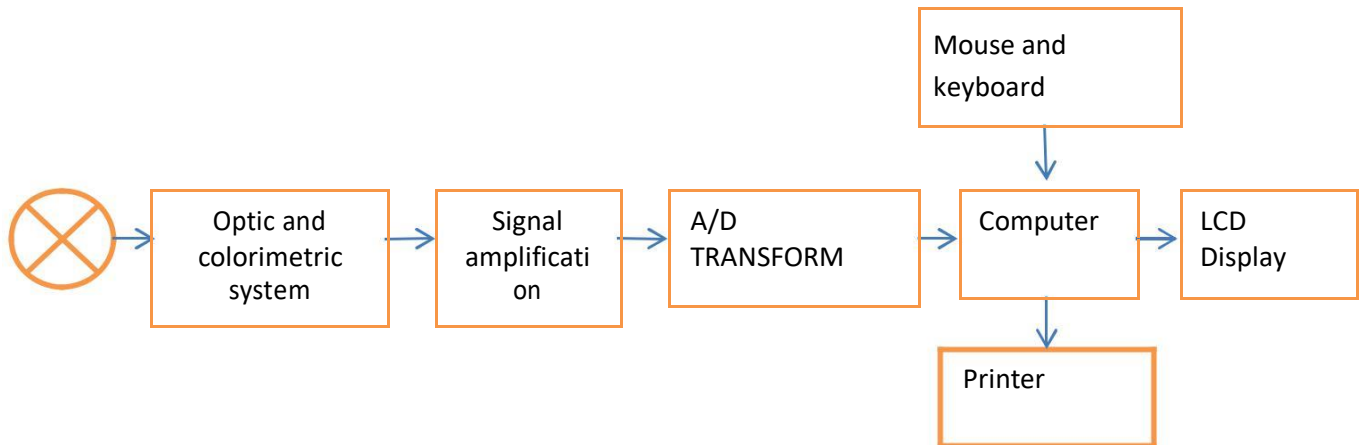 Mouse and
keyboard
Optic and
colorimetric
system
Signal
amplificati
on
A/D
TRANSFORM
Computer
LCD
Display
Printer